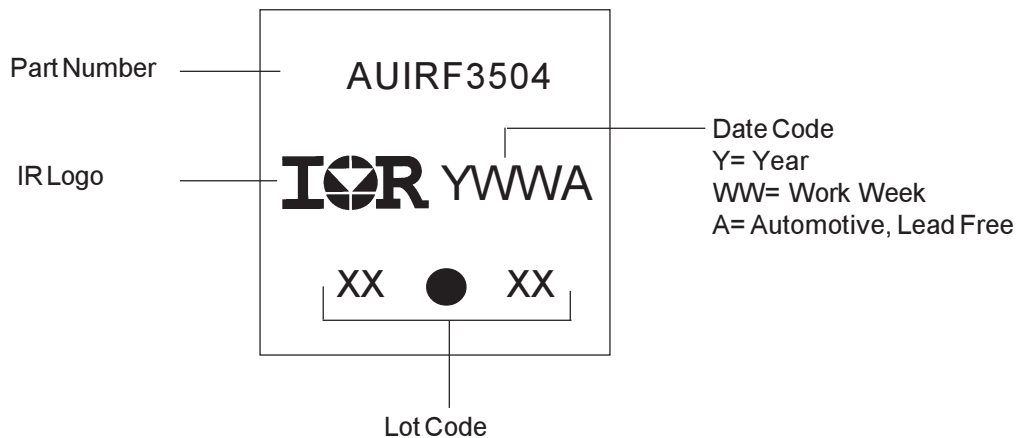 Part Number
AUIRF3504
Date Code
Y= Year
WW= Work Week
A= Automotive, Lead Free
IR Logo
IOR YWWA
XX XX
Lot Code